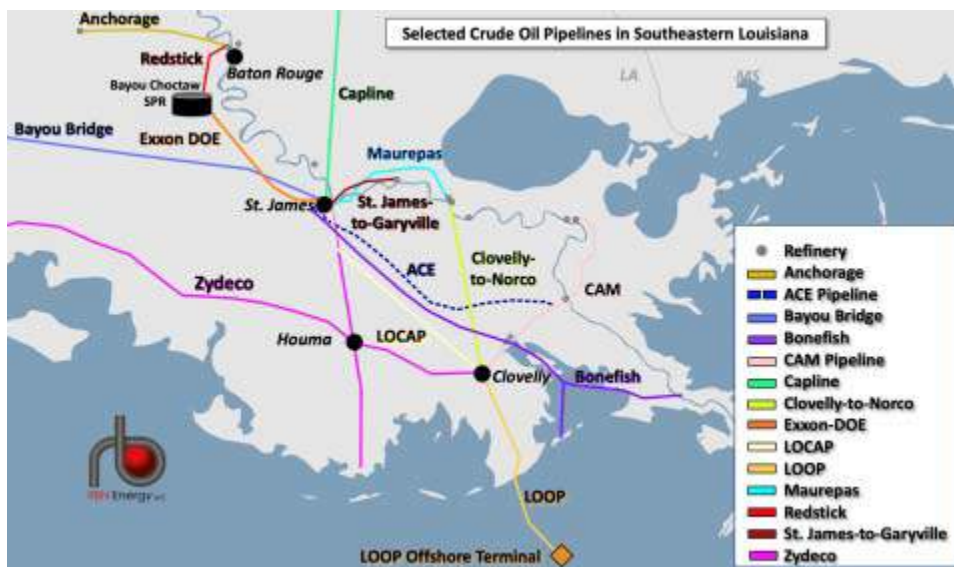 Selected Crude Oil Pipelines in Southeastern Louisiana
Anchorage
Redstick
Baton Rouge
LA
MS
Bayou Choctaw
SPR
Capline
Bayou Bridge
Exxon DOE
Maurepas
St. James
St. James-
to-Garyville
ACE
Clovelly-
to-Norco
CAM
Zydeco
Houma
LOCAP
Clovelly
Bonefish
LOOP
LOOP Offshore Terminal
RBN Energy LLC
Refinery
Anchorage
ACE Pipeline
Bayou Bridge
Bonefish
CAM Pipeline
Capline
Clovelly-to-Norco
Exxon-DOE
LOCAP
LOOP
Maurepas
Redstick
St. James-to-Garyville
Zydeco